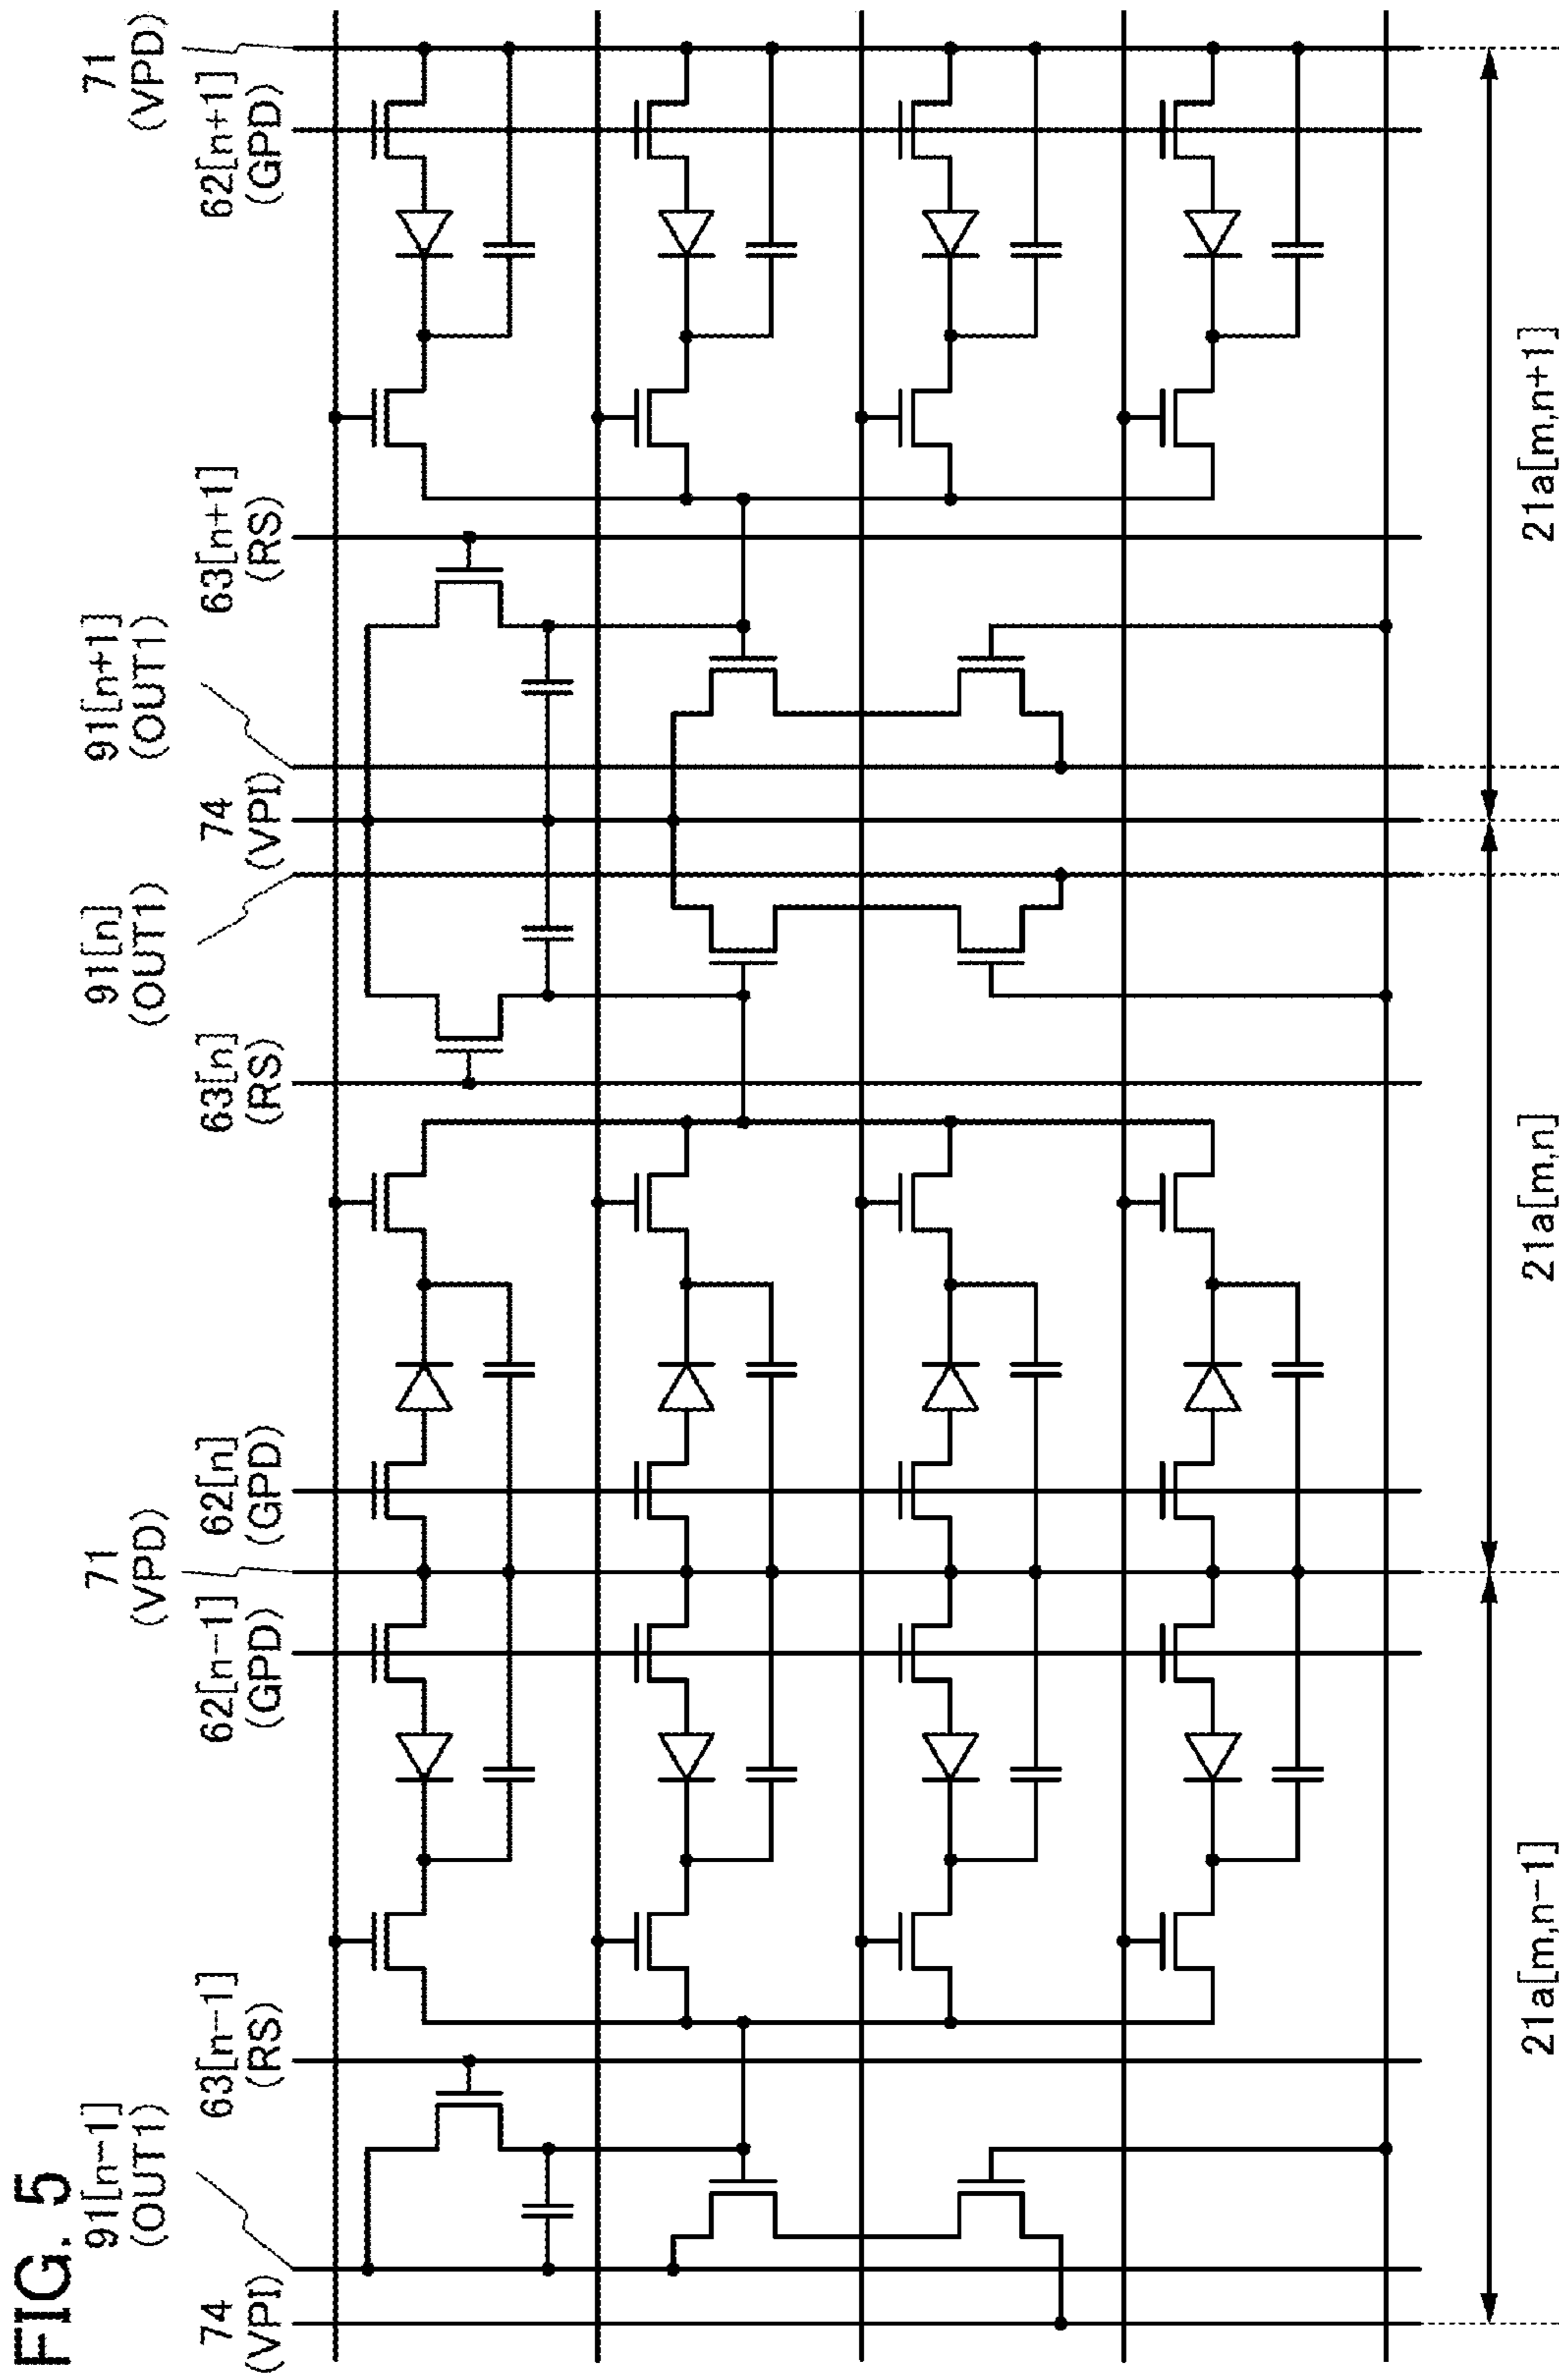 FIG. 5
91[n-1]
(OUT1)
74
(VPI)
63[n-1]
(RS)
71
(VPD)
62[n-1]
(GPD)
62[n]
(GPD)
63[n]
(RS)
91[n]
(OUT1)
74
(VPI)
91[n+1]
(OUT1)
63[n+1]
(RS)
62[n+1]
(GPD)
71
(VPD)
21a[m,n-1]
21a[m,n]
21a[m,n+1]